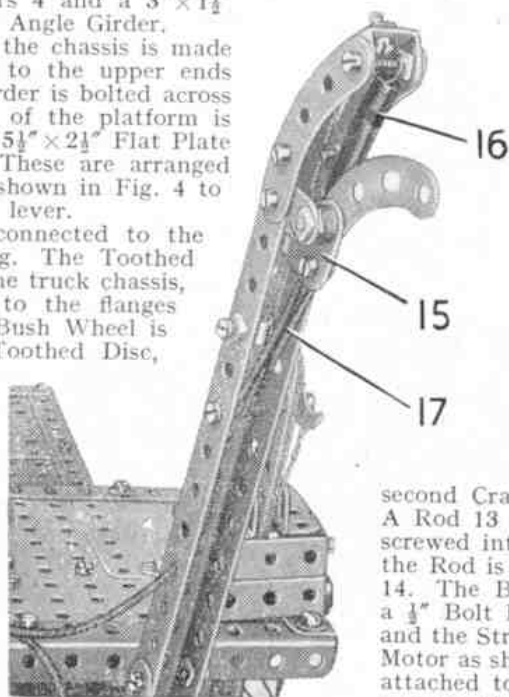 4 and a 3 × 1½
Angle Girder.
the chassis is made
to the upper ends
rder is bolted across
of the platform is
5½″ × 2½″ Flat Plate
These are arranged
shown in Fig. 4 to
lever.
connected to the
g. The Toothed
ne truck chassis,
to the flanges
Bush Wheel is
Toothed Disc,
16
15
17
second Cra
A Rod 13
screwed int
the Rod is
14. The B
a ½″ Bolt
and the Str
Motor as sh
attached to